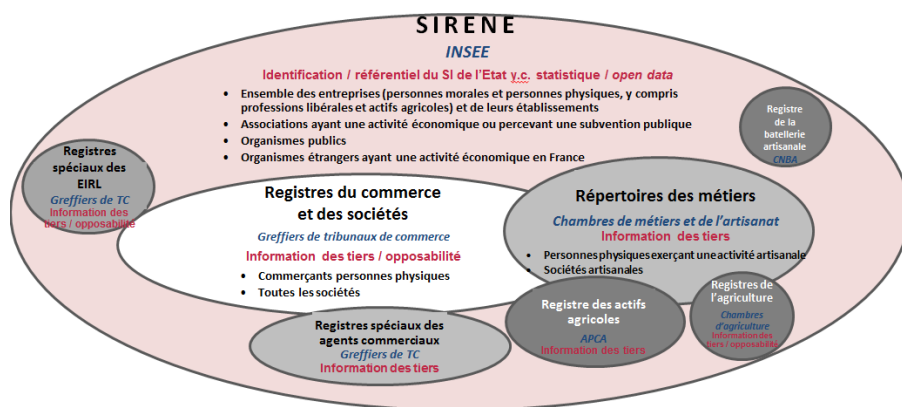 SIRENE
INSEE
Identification / référentiel du SI de l'Etat y.c. statistique / open data
• Ensemble des entreprises (personnes morales et personnes physiques, y compris
professions libérales et actifs agricoles) et de leurs établissements
• Associations ayant une activité économique ou percevant une subvention publique
• Organismes publics
• Organismes étrangers ayant une activité économique en France
Registre
de la
batellerie
artisanale
CNBA
Registres
spéciaux des
EIRL
Greffiers de TC
Information des
tiers / opposabilité
Registres du commerce
et des sociétés
Greffiers de tribunaux de commerce
Information des tiers / opposabilité
• Commerçants personnes physiques
• Toutes les sociétés
Répertoires des métiers
Chambres de métiers et de l'artisanat
Information des tiers
• Personnes physiques exerçant une activité artisanale
• Sociétés artisanales
Registres spéciaux des
agents commerciaux
Greffiers de TC
Information des tiers
Registre des actifs
agricoles
APCA
Information des tiers
Registres de
l'agriculture
Chambres
d'agriculture
Information des
tiers / opposabilité